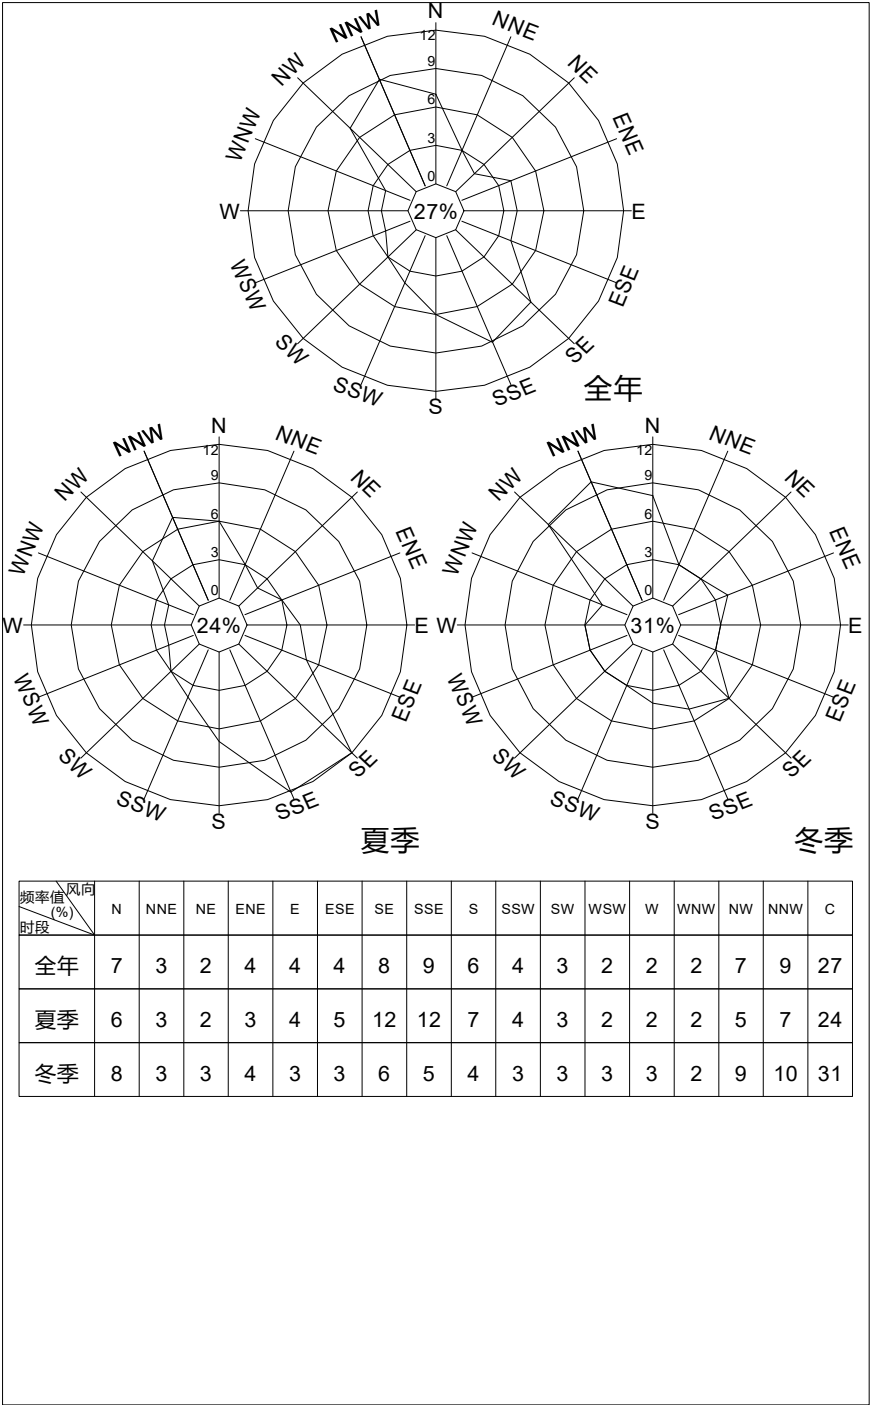 N
NNE
NE
ENE
E
ESE
SE
SSE
S
SSW
SW
WSW
W
WNW
NW
NNW
12
9
6
3
0
27%
全年
N
NNE
NE
ENE
E
ESE
SE
SSE
S
SSW
SW
WSW
W
WNW
NW
NNW
12
9
6
3
0
24%
夏季
N
NNE
NE
ENE
E
ESE
SE
SSE
S
SSW
SW
WSW
W
WNW
NW
NNW
12
9
6
3
0
31%
冬季
风向
频率值
(%)
时段
N NNE NE ENE E ESE SE SSE S SSW SW WSW W WNW NW NNW C
全年 7 3 2 4 4 4 8 9 6 4 3 2 2 2 7 9 27
夏季 6 3 2 3 4 5 12 12 7 4 3 2 2 2 5 7 24
冬季 8 3 3 4 3 3 6 5 4 3 3 3 3 2 9 10 31